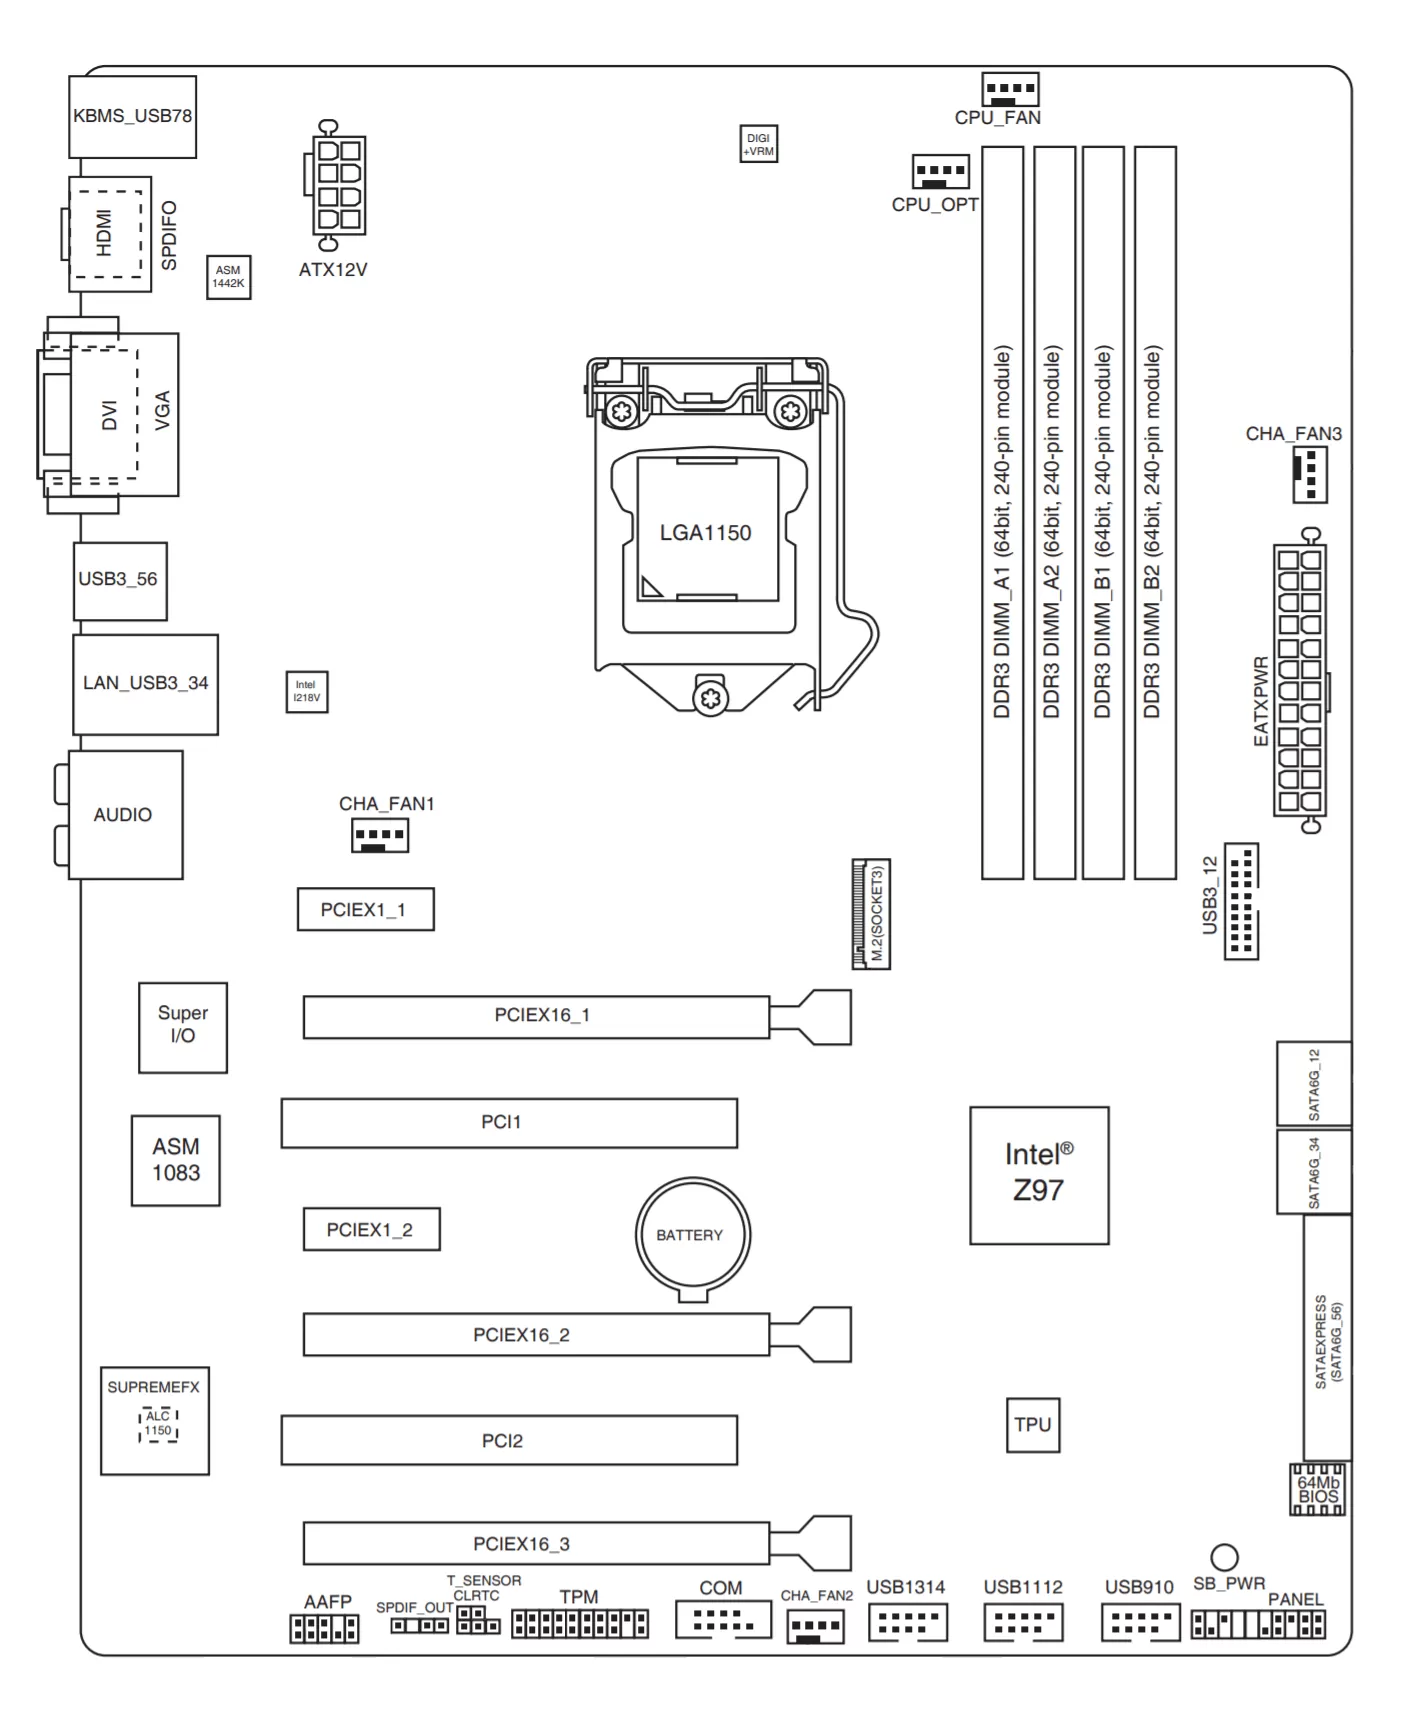 CPU_FAN
KBMS_USB78
DIGI
+VRM
CPU_OPT
HDMI
SPDIFO
ASM
1442K
ATX12V
DVI
VGA
LGA1150
DDR3 DIMM_A1 (64bit, 240-pin module)
DDR3 DIMM_A2 (64bit, 240-pin module)
DDR3 DIMM_B1 (64bit, 240-pin module)
DDR3 DIMM_B2 (64bit, 240-pin module)
CHA_FAN3
EATXPWR
USB3_56
LAN_USB3_34
Intel
I218V
AUDIO
CHA_FAN1
PCIEX1_1
M.2(SOCKET3)
USB3_12
Super
I/O
PCIEX16_1
SATA6G_12
PCI1
ASM
1083
Intel®
Z97
SATA6G_34
PCIEX1_2
BATTERY
PCIEX16_2
SATAEXPRESS
(SATA6G_56)
SUPREMEFX
ALC
1150
TPU
PCI2
64Mb
BIOS
PCIEX16_3
SB_PWR
AAFP
SPDIF_OUT
T_SENSOR
CLRTC
TPM
COM
CHA_FAN2
USB1314
USB1112
USB910
PANEL